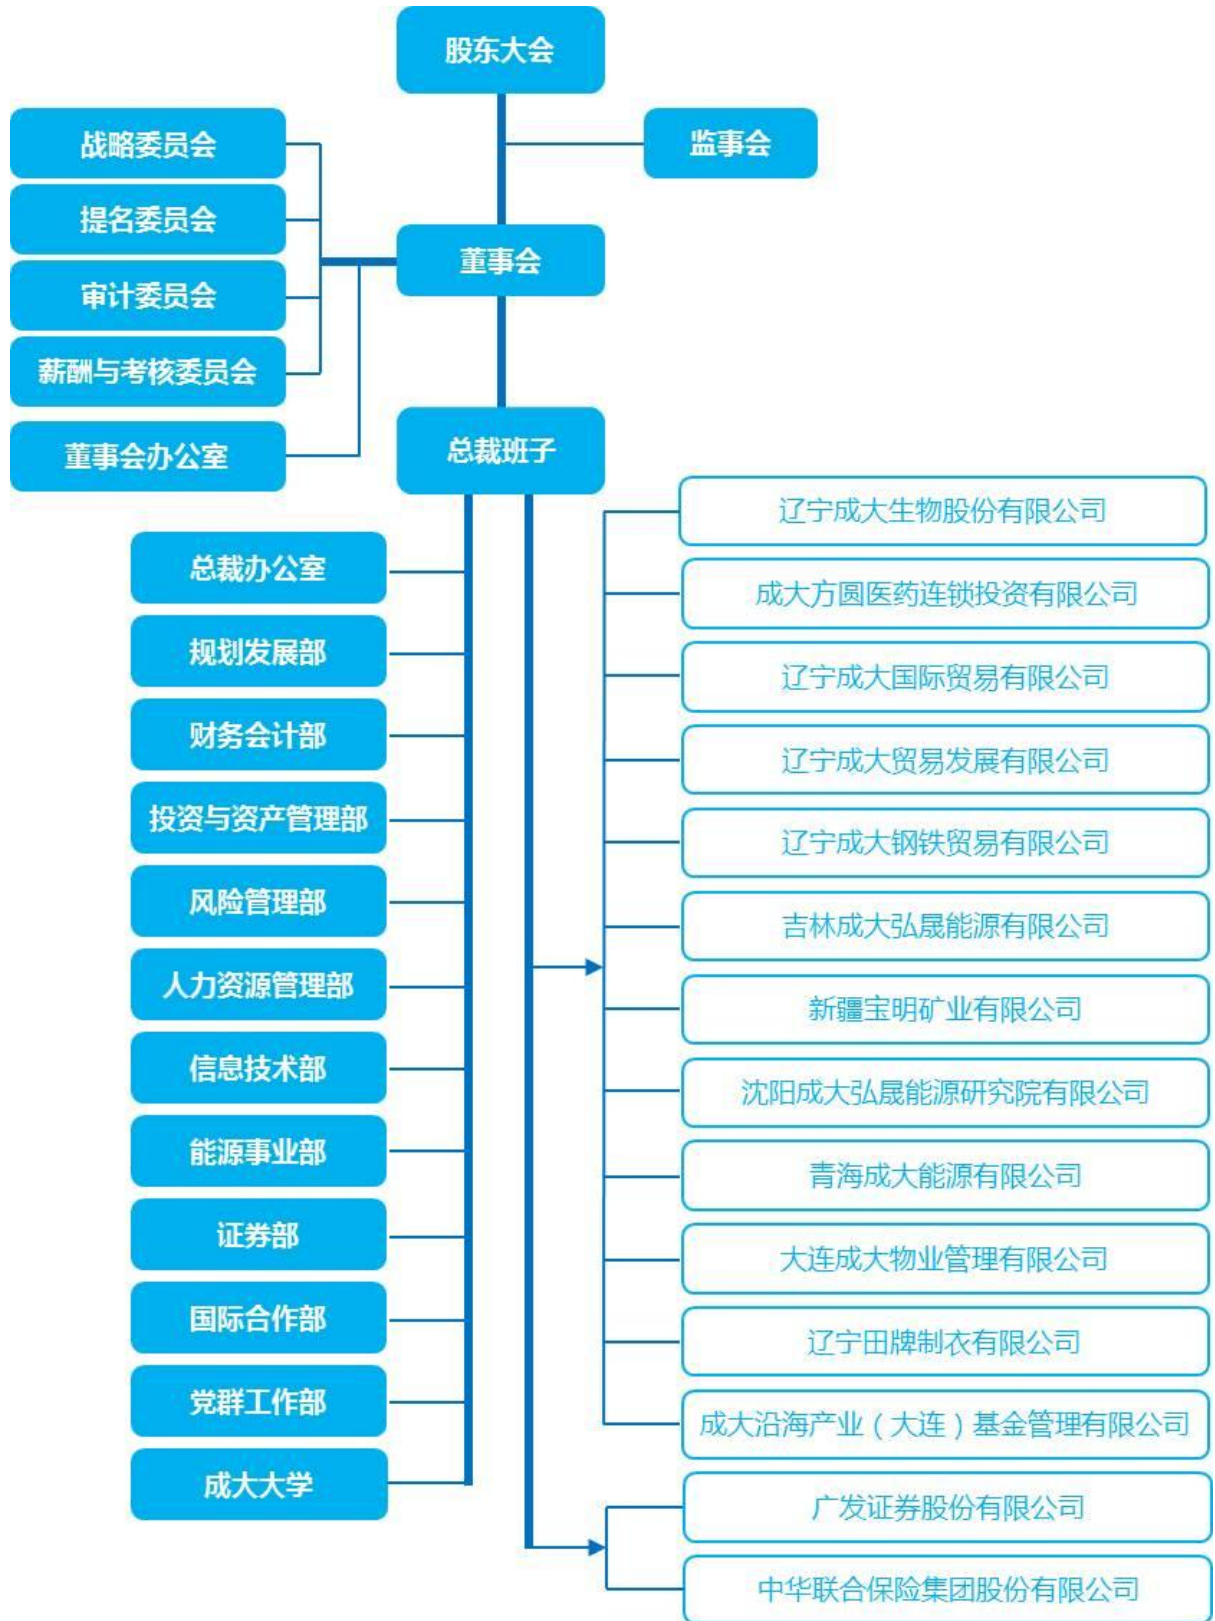 股东大会
监事会
战略委员会
提名委员会
审计委员会
薪酬与考核委员会
董事会办公室
董事会
总裁班子
总裁办公室
规划发展部
财务会计部
投资与资产管理部
风险管理部
人力资源管理部
信息技术部
能源事业部
证券部
国际合作部
党群工作部
成大大学
辽宁成大生物股份有限公司
成大方圆医药连锁投资有限公司
辽宁成大国际贸易有限公司
辽宁成大贸易发展有限公司
辽宁成大钢铁贸易有限公司
吉林成大弘晟能源有限公司
新疆宝明矿业有限公司
沈阳成大弘晟能源研究院有限公司
青海成大能源有限公司
大连成大物业管理有限公司
辽宁田牌制衣有限公司
成大沿海产业（大连）基金管理有限公司
广发证券股份有限公司
中华联合保险集团股份有限公司